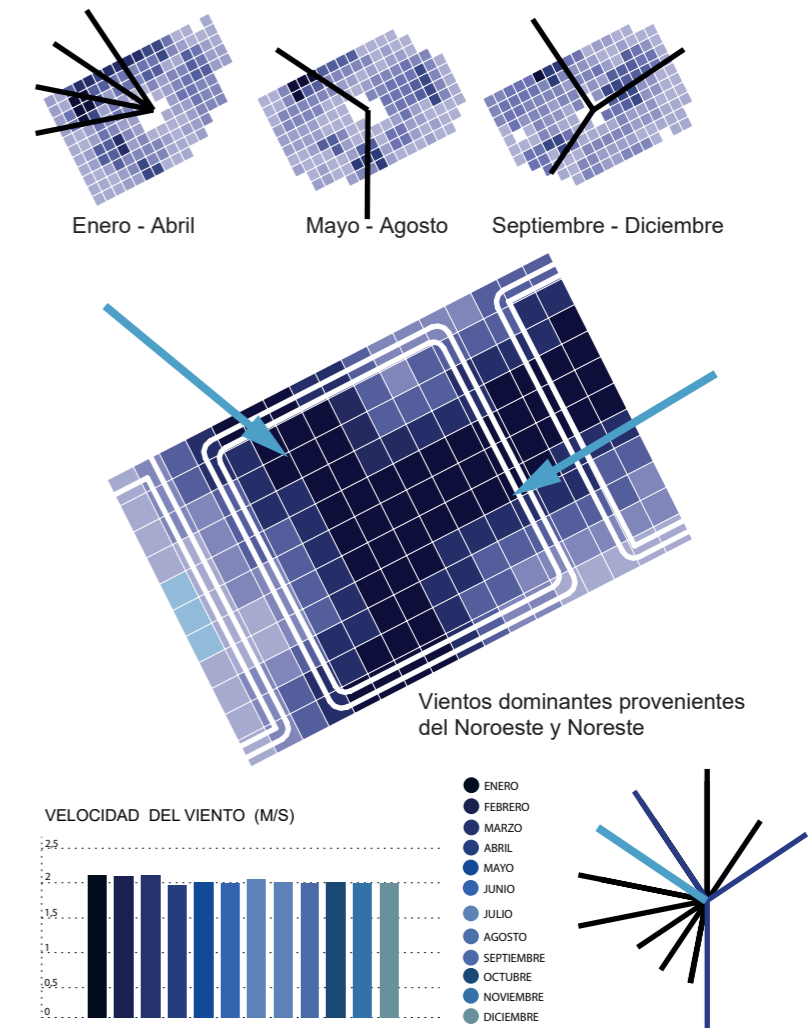 Enero - Abril
Mayo - Agosto
Septiembre - Diciembre
Vientos dominantes provenientes
del Noroeste y Noreste
VELOCIDAD DEL VIENTO (M/S)
2,5
2
1,5
1
0,5
0
ENERO
FEBRERO
MARZO
ABRIL
MAYO
JUNIO
JULIO
AGOSTO
SEPTIEMBRE
OCTUBRE
NOVIEMBRE
DICIEMBRE